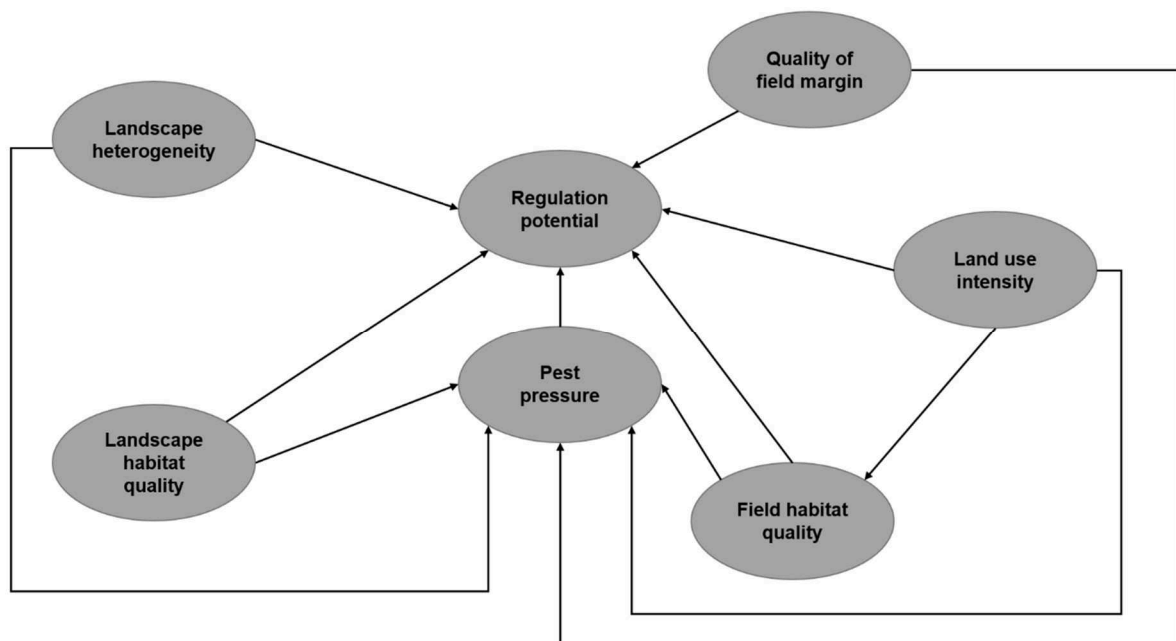 Quality of
field margin
Landscape
heterogeneity
Regulation
potential
Land use
intensity
Pest
pressure
Landscape
habitat
quality
Field habitat
quality